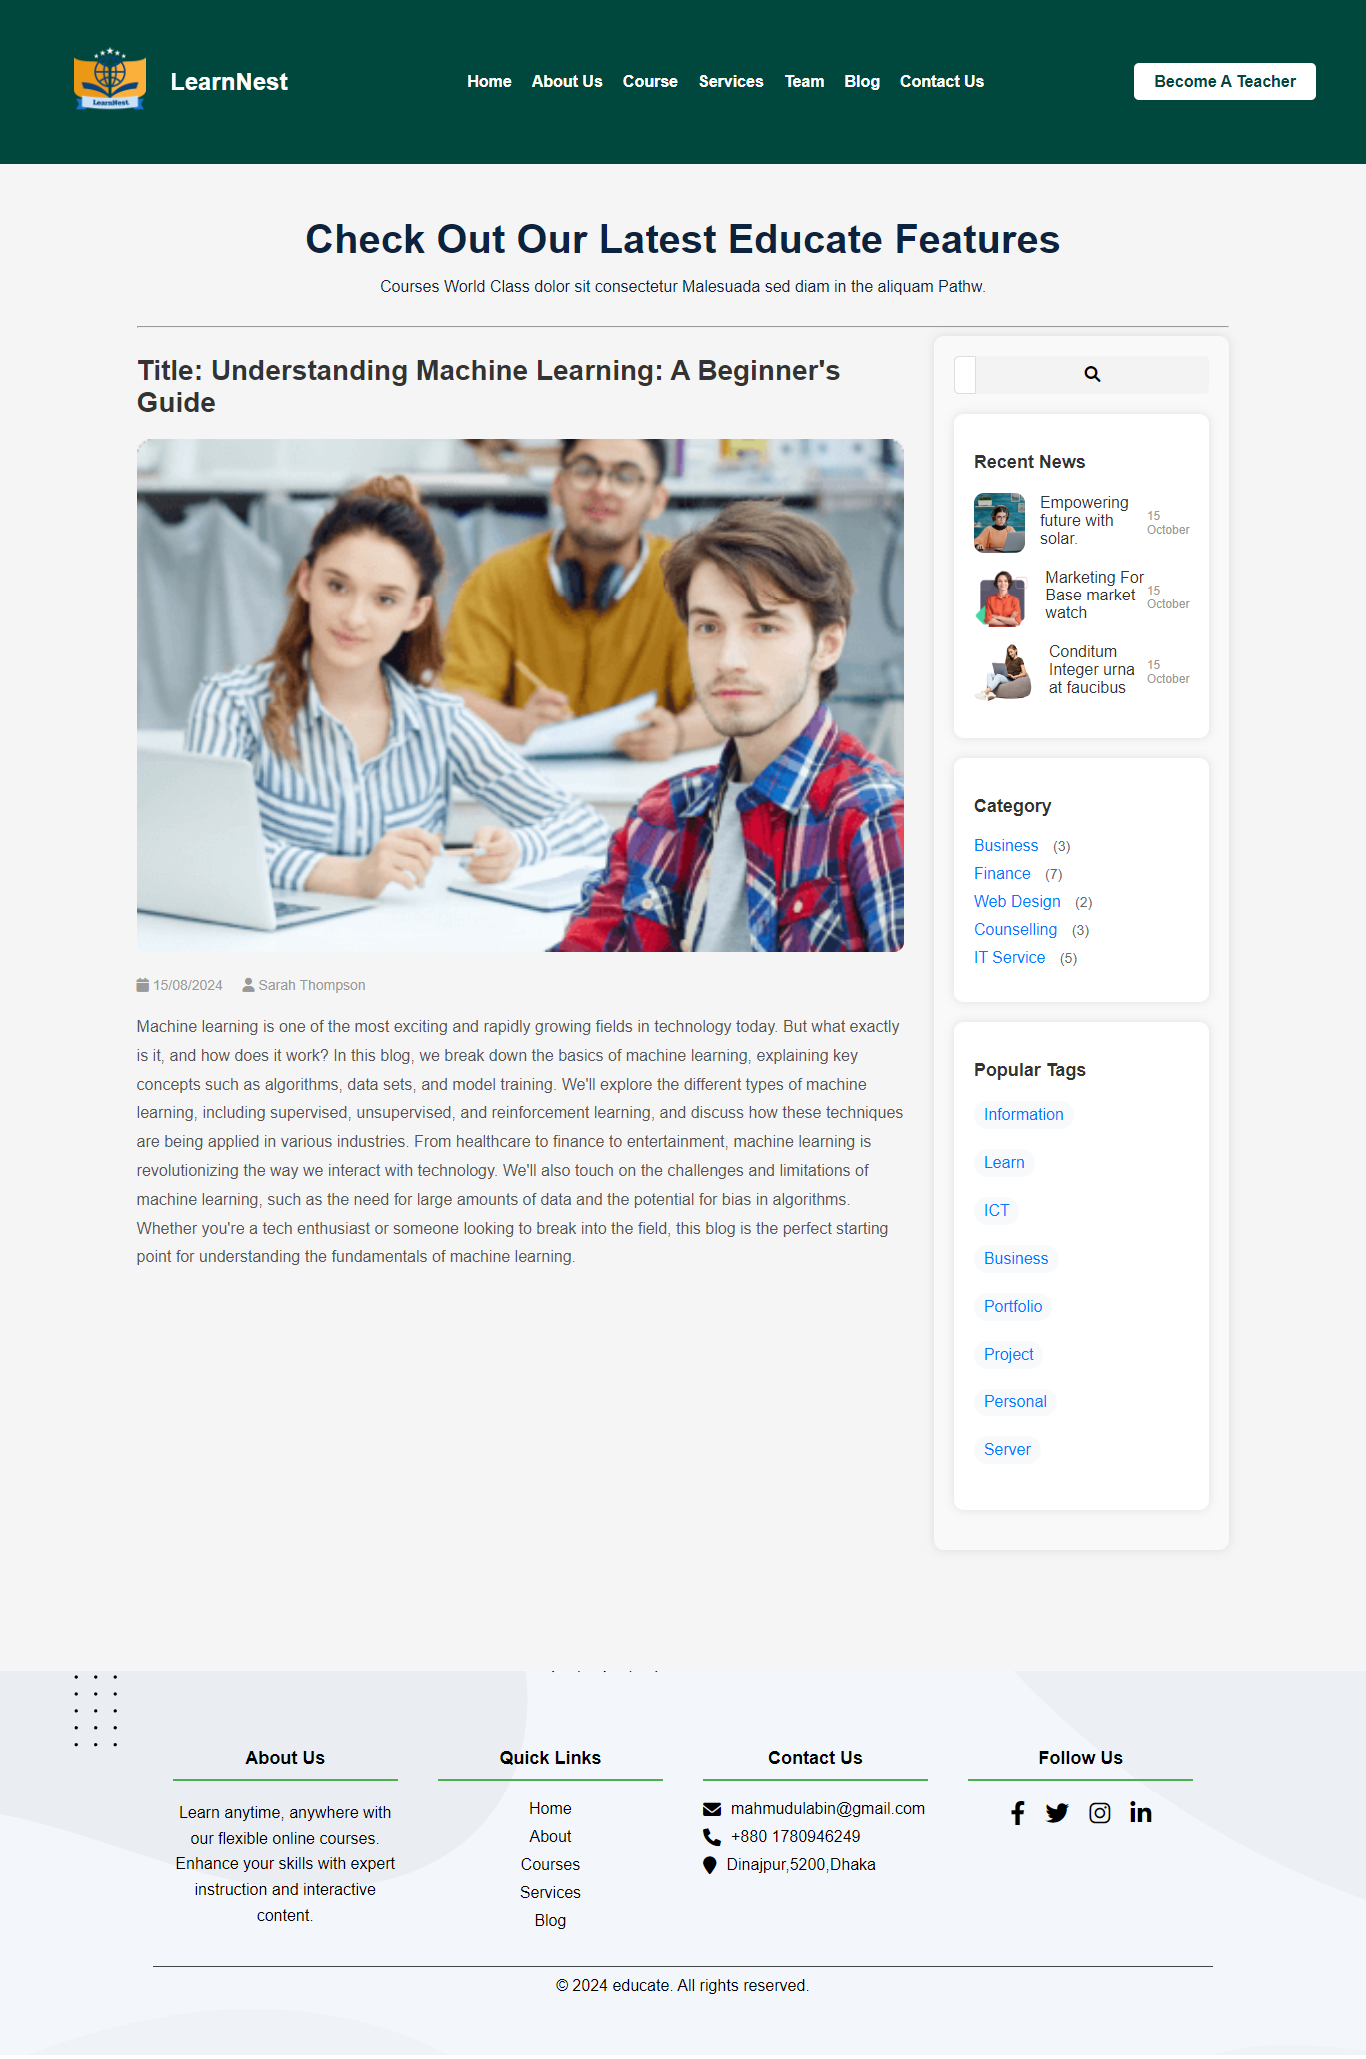 LearnNest
LearnNest
Home
About Us
Course
Services
Team
Blog
Contact Us
Become A Teacher
Check Out Our Latest Educate Features
Courses World Class dolor sit consectetur Malesuada sed diam in the aliquam Pathw.
Title: Understanding Machine Learning: A Beginner's
Guide
15/08/2024
Sarah Thompson
Machine learning is one of the most exciting and rapidly growing fields in technology today. But what exactly
is it, and how does it work? In this blog, we break down the basics of machine learning, explaining key
concepts such as algorithms, data sets, and model training. We'll explore the different types of machine
learning, including supervised, unsupervised, and reinforcement learning, and discuss how these techniques
are being applied in various industries. From healthcare to finance to entertainment, machine learning is
revolutionizing the way we interact with technology. We'll also touch on the challenges and limitations of
machine learning, such as the need for large amounts of data and the potential for bias in algorithms.
Whether you're a tech enthusiast or someone looking to break into the field, this blog is the perfect starting
point for understanding the fundamentals of machine learning.
Recent News
Empowering
future with
solar.
15
October
Marketing For
Base market
watch
15
October
Conditum
Integer urna
at faucibus
15
October
Category
Business (3)
Finance (7)
Web Design (2)
Counselling (3)
IT Service (5)
Popular Tags
Information
Learn
ICT
Business
Portfolio
Project
Personal
Server
About Us
Learn anytime, anywhere with
our flexible online courses.
Enhance your skills with expert
instruction and interactive
content.
Quick Links
Home
About
Courses
Services
Blog
Contact Us
mahmudulabin@gmail.com
+880 1780946249
Dinajpur,5200,Dhaka
Follow Us
© 2024 educate. All rights reserved.